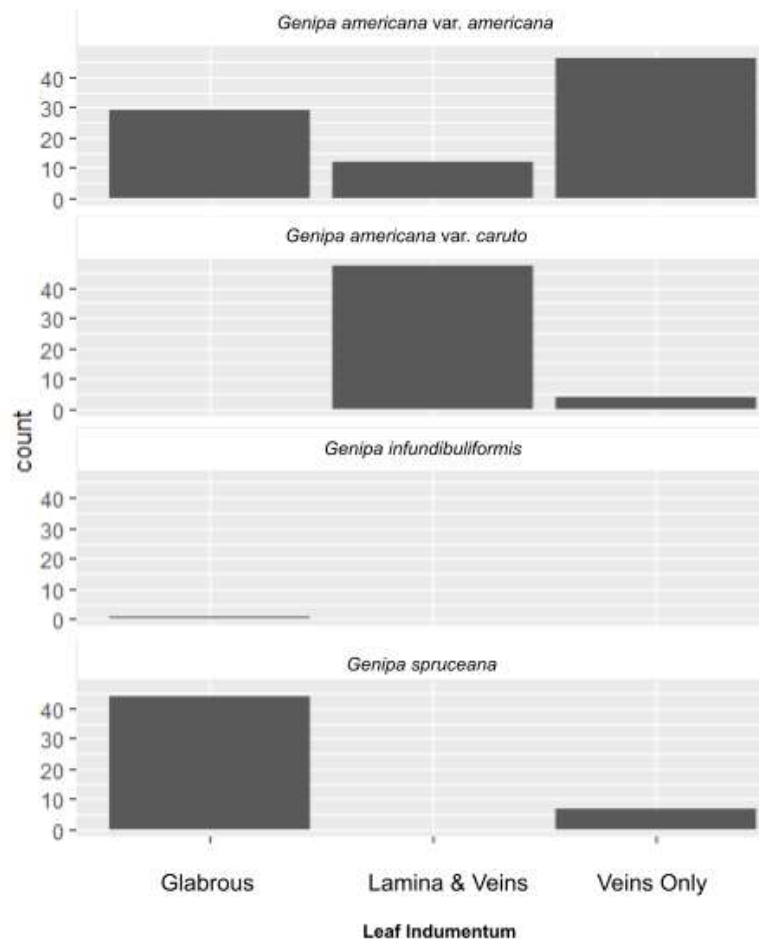 Genipa americana var. americana
40
30
20
10
0
Genipa americana var. caruto
40
30
20
10
0
count
Genipa infundibuliformis
40
30
20
10
0
Genipa spruceana
40
30
20
10
0
Glabrous Lamina & Veins Veins Only
Leaf Indumentum